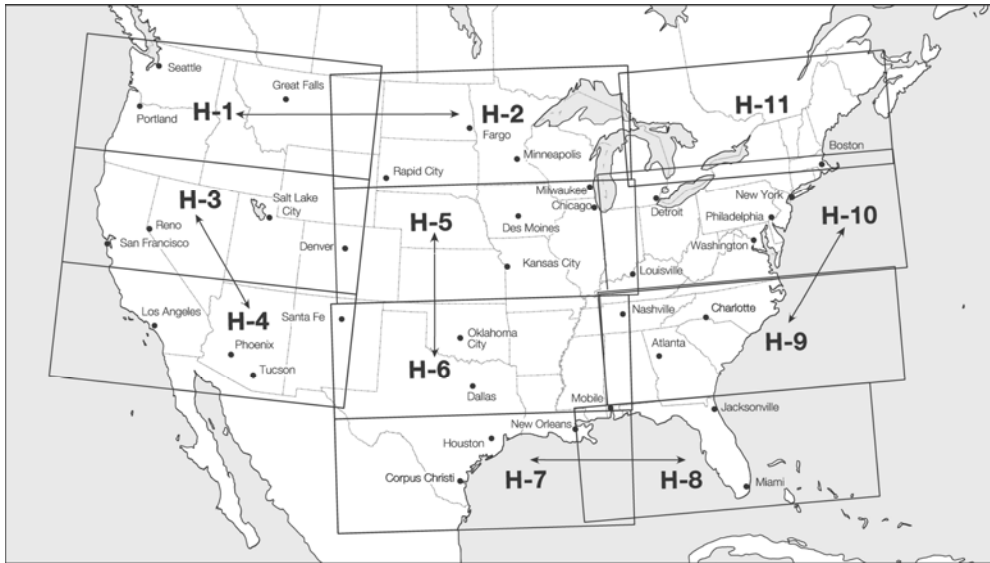 Seattle
Great Falls
Portland
H-1
H-2
Fargo
Minneapolis
Rapid City
H-11
Boston
H-3
Salt Lake
City
Reno
San Francisco
Denver
H-5
Milwaukee
Chicago
Des Moines
Kansas City
Detroit
New York
Philadelphia
Washington
H-10
Louisville
Los Angeles
H-4
Santa Fe
Phoenix
Tucson
Oklahoma
City
H-6
Dallas
Nashville
Charlotte
Atlanta
H-9
Mobile
New Orleans
Jacksonville
Houston
Corpus Christi
H-7
H-8
Miami